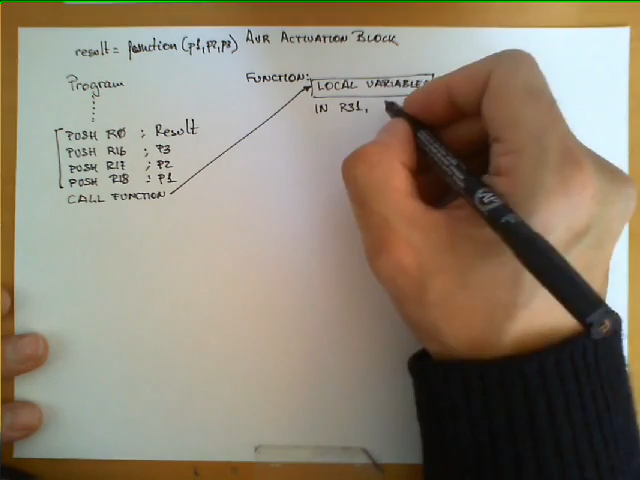 result = function (p1,p2,p3) AVR ACTIVATION BLOCK
Program
FUNCTION:
LOCAL VARIABLES
IN R31,
PUSH R0 ; Result
PUSH R16 ; P3
PUSH R17 ; P2
PUSH R18 ; P1
CALL FUNCTION